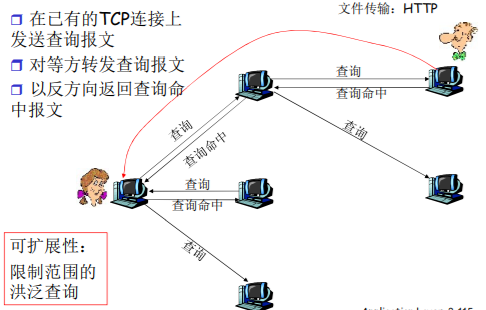 在已有的TCP连接上
发送查询报文
对等方转发查询报文
以反方向返回查询命
中报文
文件传输：HTTP
查询
查询命中
查询
查询命中
查询
查询
查询命中
查询
可扩展性：
限制范围的
洪泛查询